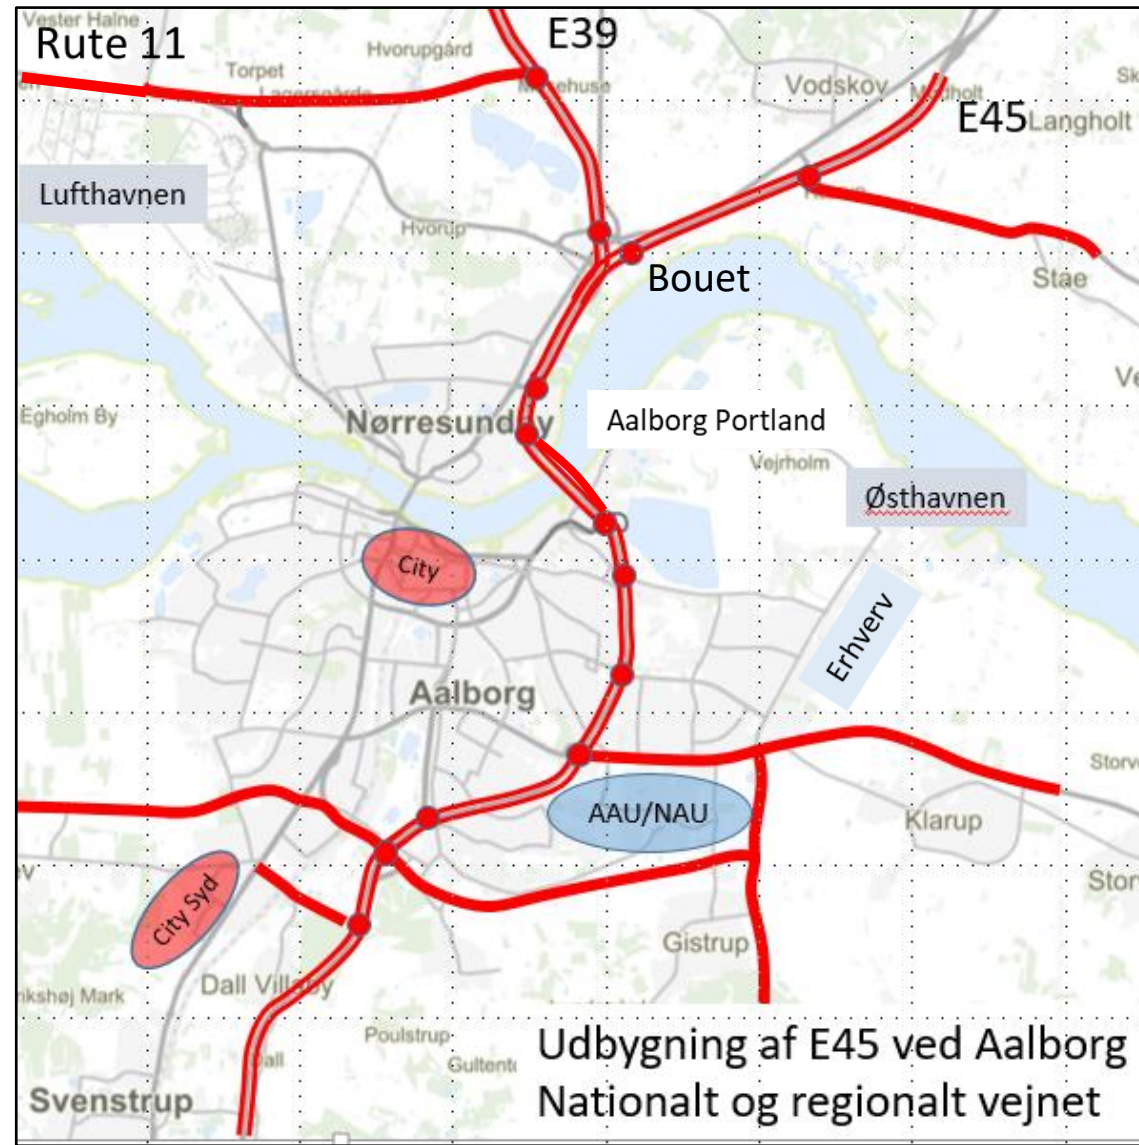 Vester Halne
Rute 11
E39
Hvorupgård
Torpet
Vodskov
E45
Langholt
Lufthavnen
Hvorup
Bouet
Stae
Egholm By
Nørresundby
Aalborg Portland
Vejrholm
Østhavnen
City
Erhverv
Aalborg
AAU/NAU
Klarup
City Syd
Gistrup
Dall Villaby
Poulstrup
Dall
Svenstrup
Udbygning af E45 ved Aalborg
Nationalt og regionalt vejnet